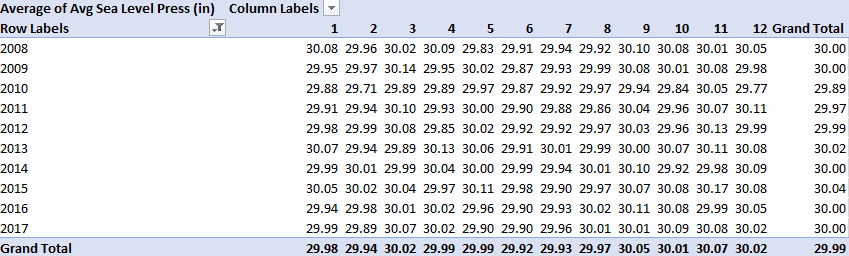 Average of Avg Sea Level Press (in) Column Labels
Row Labels 1 2 3 4 5 6 7 8 9 10 11 12 Grand Total
2008 30.08 29.96 30.02 30.09 29.83 29.91 29.94 29.92 30.10 30.08 30.01 30.05 30.00
2009 29.95 29.97 30.14 29.95 30.02 29.87 29.93 29.99 30.08 30.01 30.08 29.98 30.00
2010 29.88 29.71 29.89 29.89 29.97 29.87 29.92 29.97 29.94 29.84 30.05 29.77 29.89
2011 29.91 29.94 30.10 29.93 30.00 29.90 29.88 29.86 30.04 29.96 30.07 30.11 29.97
2012 29.98 29.99 30.08 29.85 30.02 29.92 29.92 29.97 30.03 29.96 30.13 29.99 29.99
2013 30.07 29.94 29.89 30.13 30.06 29.91 30.01 29.99 30.00 30.07 30.11 30.08 30.02
2014 29.99 30.01 29.99 30.04 30.00 29.99 29.94 30.01 30.10 29.92 29.98 30.09 30.00
2015 30.05 30.02 30.04 29.97 30.11 29.98 29.90 29.97 30.07 30.08 30.17 30.08 30.04
2016 29.94 29.98 30.01 30.02 29.96 29.90 29.93 30.02 30.11 30.08 29.99 30.05 30.00
2017 29.99 29.89 30.07 30.02 29.90 29.90 29.96 30.01 30.01 30.09 30.08 30.02 30.00
Grand Total 29.98 29.94 30.02 29.99 29.99 29.92 29.93 29.97 30.05 30.01 30.07 30.02 29.99